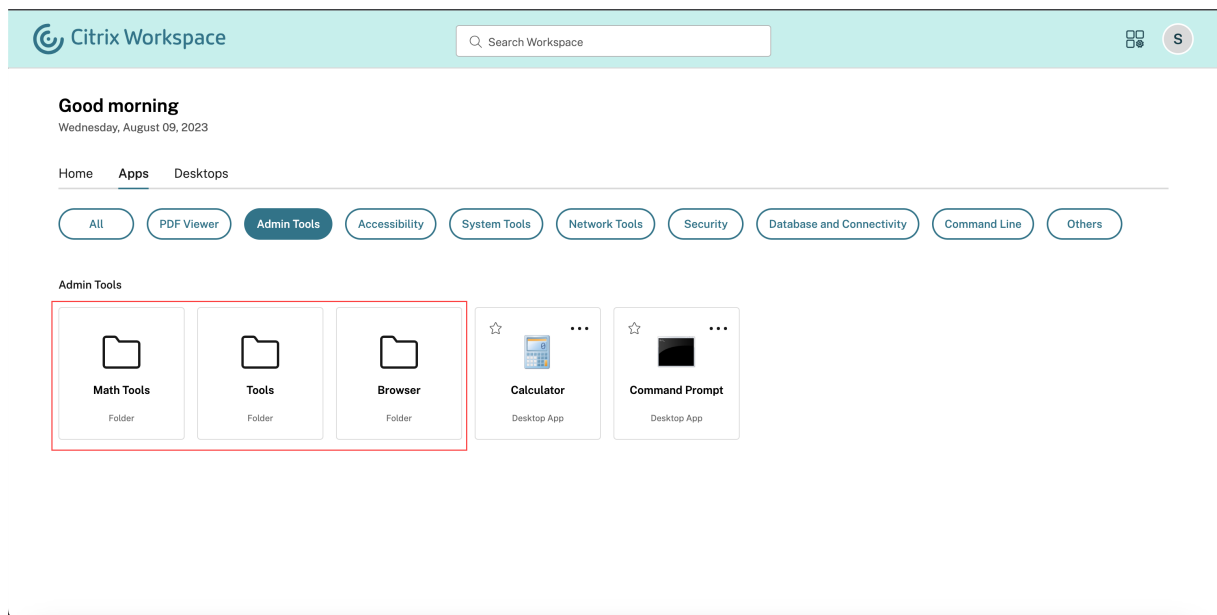 Citrix Workspace
Search Workspace
S
Good morning
Wednesday, August 09, 2023
Home Apps Desktops
All PDF Viewer Admin Tools Accessibility System Tools Network Tools Security Database and Connectivity Command Line Others
Admin Tools
Math Tools Tools Browser Calculator Command Prompt
Folder Folder Folder Desktop App Desktop App